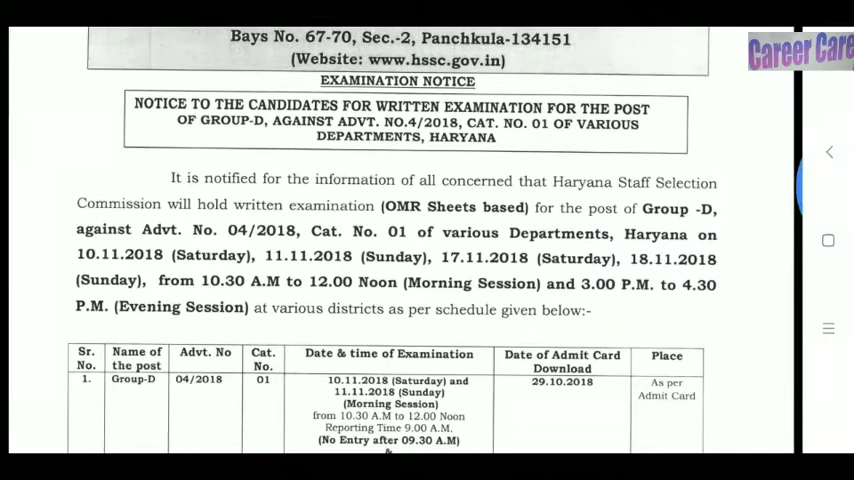 Bays No. 67-70, Sec.-2, Panchkula-134151
(Website: www.hssc.gov.in)
Career Care
EXAMINATION NOTICE
NOTICE TO THE CANDIDATES FOR WRITTEN EXAMINATION FOR THE POST
OF GROUP-D, AGAINST ADVT. NO.4/2018, CAT. NO. 01 OF VARIOUS
DEPARTMENTS, HARYANA
It is notified for the information of all concerned that Haryana Staff Selection
Commission will hold written examination (OMR Sheets based) for the post of Group -D,
against Advt. No. 04/2018, Cat. No. 01 of various Departments, Haryana on
10.11.2018 (Saturday), 11.11.2018 (Sunday), 17.11.2018 (Saturday), 18.11.2018
(Sunday), from 10.30 A.M to 12.00 Noon (Morning Session) and 3.00 P.M. to 4.30
P.M. (Evening Session) at various districts as per schedule given below:-
Sr. No. Name of the post Advt. No Cat. No. Date & time of Examination Date of Admit Card Download Place
1. Group-D 04/2018 01 10.11.2018 (Saturday) and 29.10.2018 As per
11.11.2018 (Sunday) Admit Card
(Morning Session)
from 10.30 A.M to 12.00 Noon
Reporting Time 9.00 A.M.
(No Entry after 09.30 A.M)
&